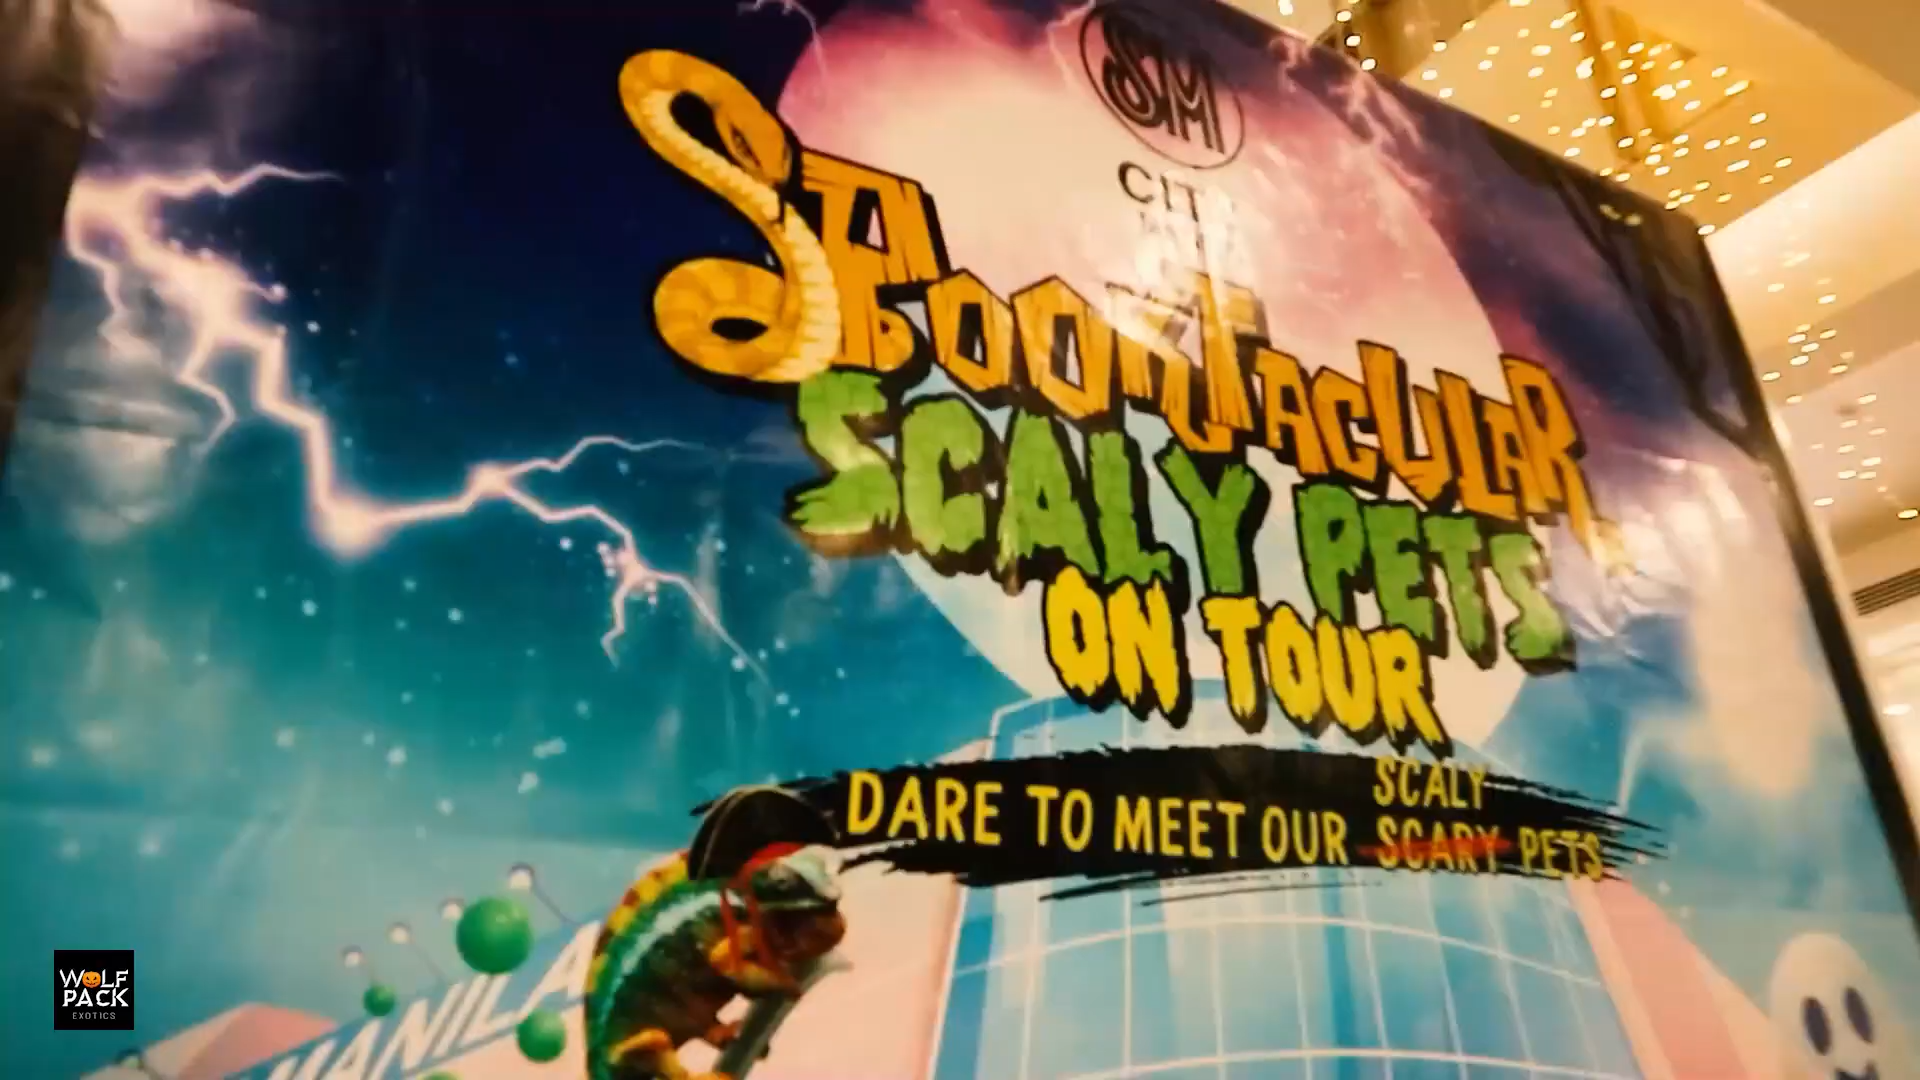 SM
CITY
SPOOKTACULAR
SCALY PETS
ON TOUR
SCALY
DARE TO MEET OUR SCARY PETS
MANILA
WOLF
PACK
EXOTICS